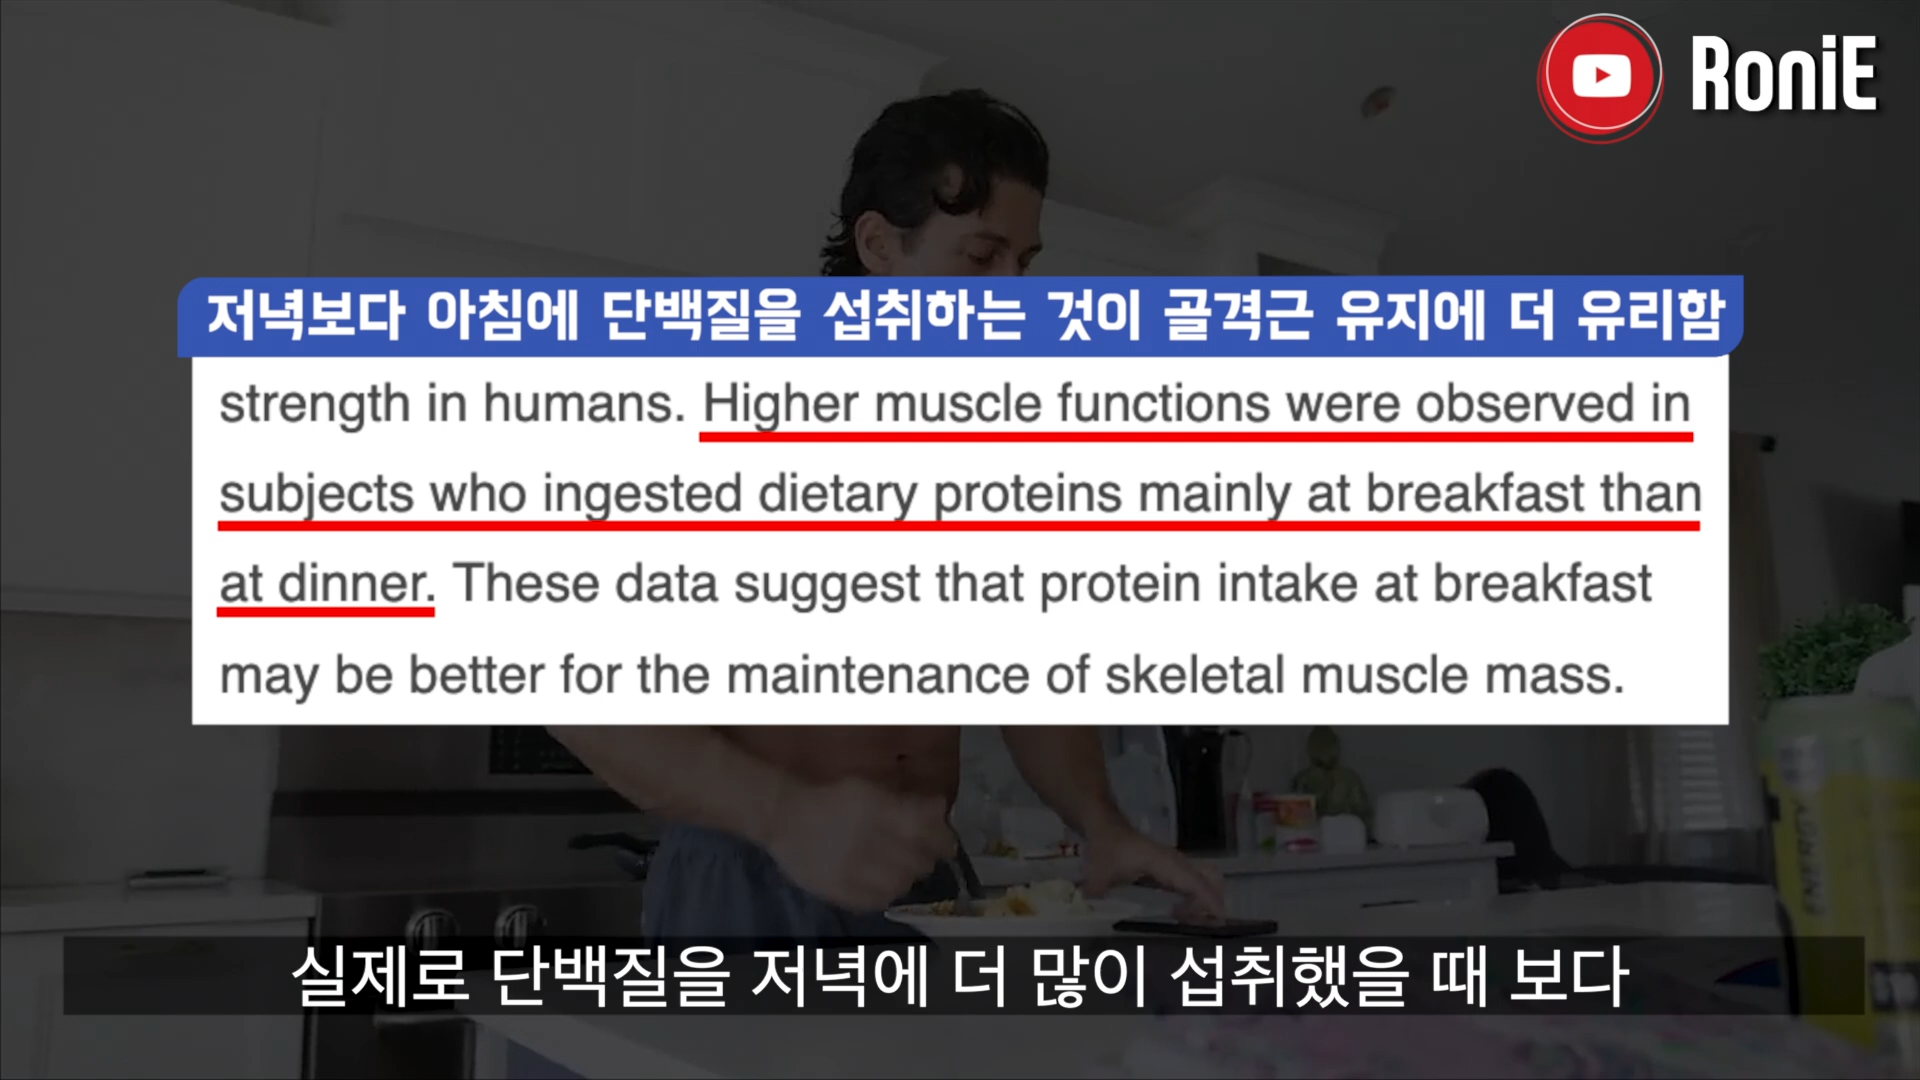 RoniE
저녁보다 아침에 단백질을 섭취하는 것이 골격근 유지에 더 유리함
strength in humans. Higher muscle functions were observed in
subjects who ingested dietary proteins mainly at breakfast than
at dinner. These data suggest that protein intake at breakfast
may be better for the maintenance of skeletal muscle mass.
ENERGY
실제로 단백질을 저녁에 더 많이 섭취했을 때 보다